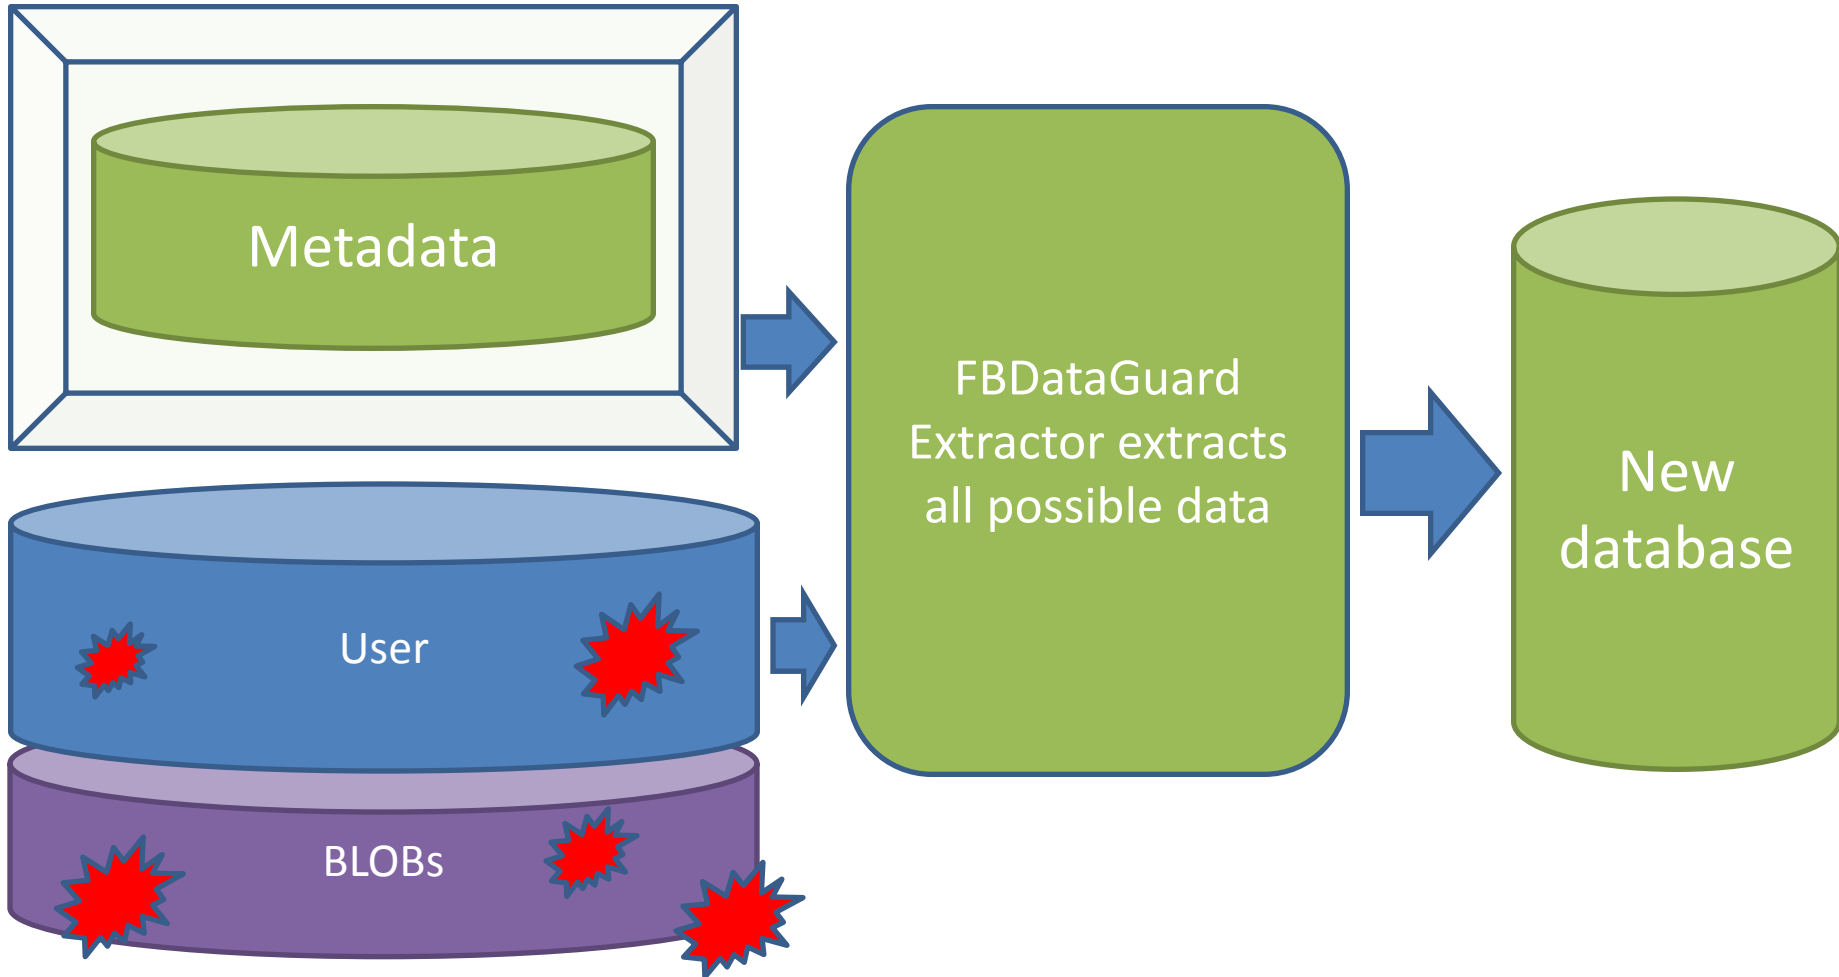 Metadata
FBDataGuard
Extractor extracts
all possible data
New
database
User
BLOBs